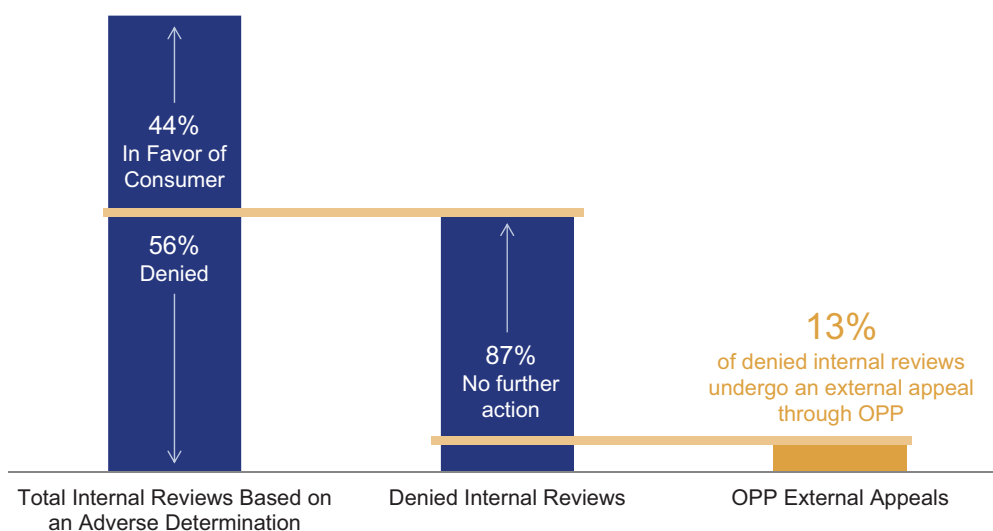 44%
In Favor of
Consumer
56%
Denied
87%
No further
action
13%
of denied internal reviews
undergo an external appeal
through OPP
Total Internal Reviews Based on
an Adverse Determination
Denied Internal Reviews
OPP External Appeals